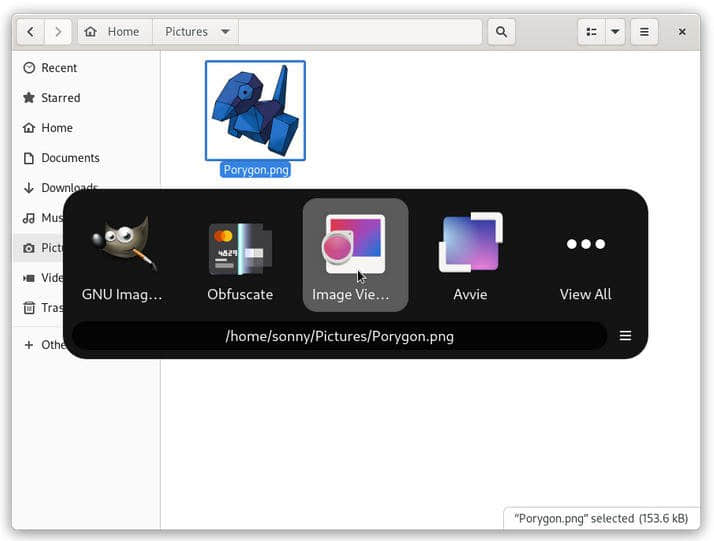 Home
Pictures
Recent
Starred
Home
Documents
Downloads
Mus
Pictu
Vide
Tras
Othe
Porygon.png
GNU Imag...
Obfuscate
4829
Image Vie...
Avvie
View All
/home/sonny/Pictures/Porygon.png
"Porygon.png" selected (153.6 kB)